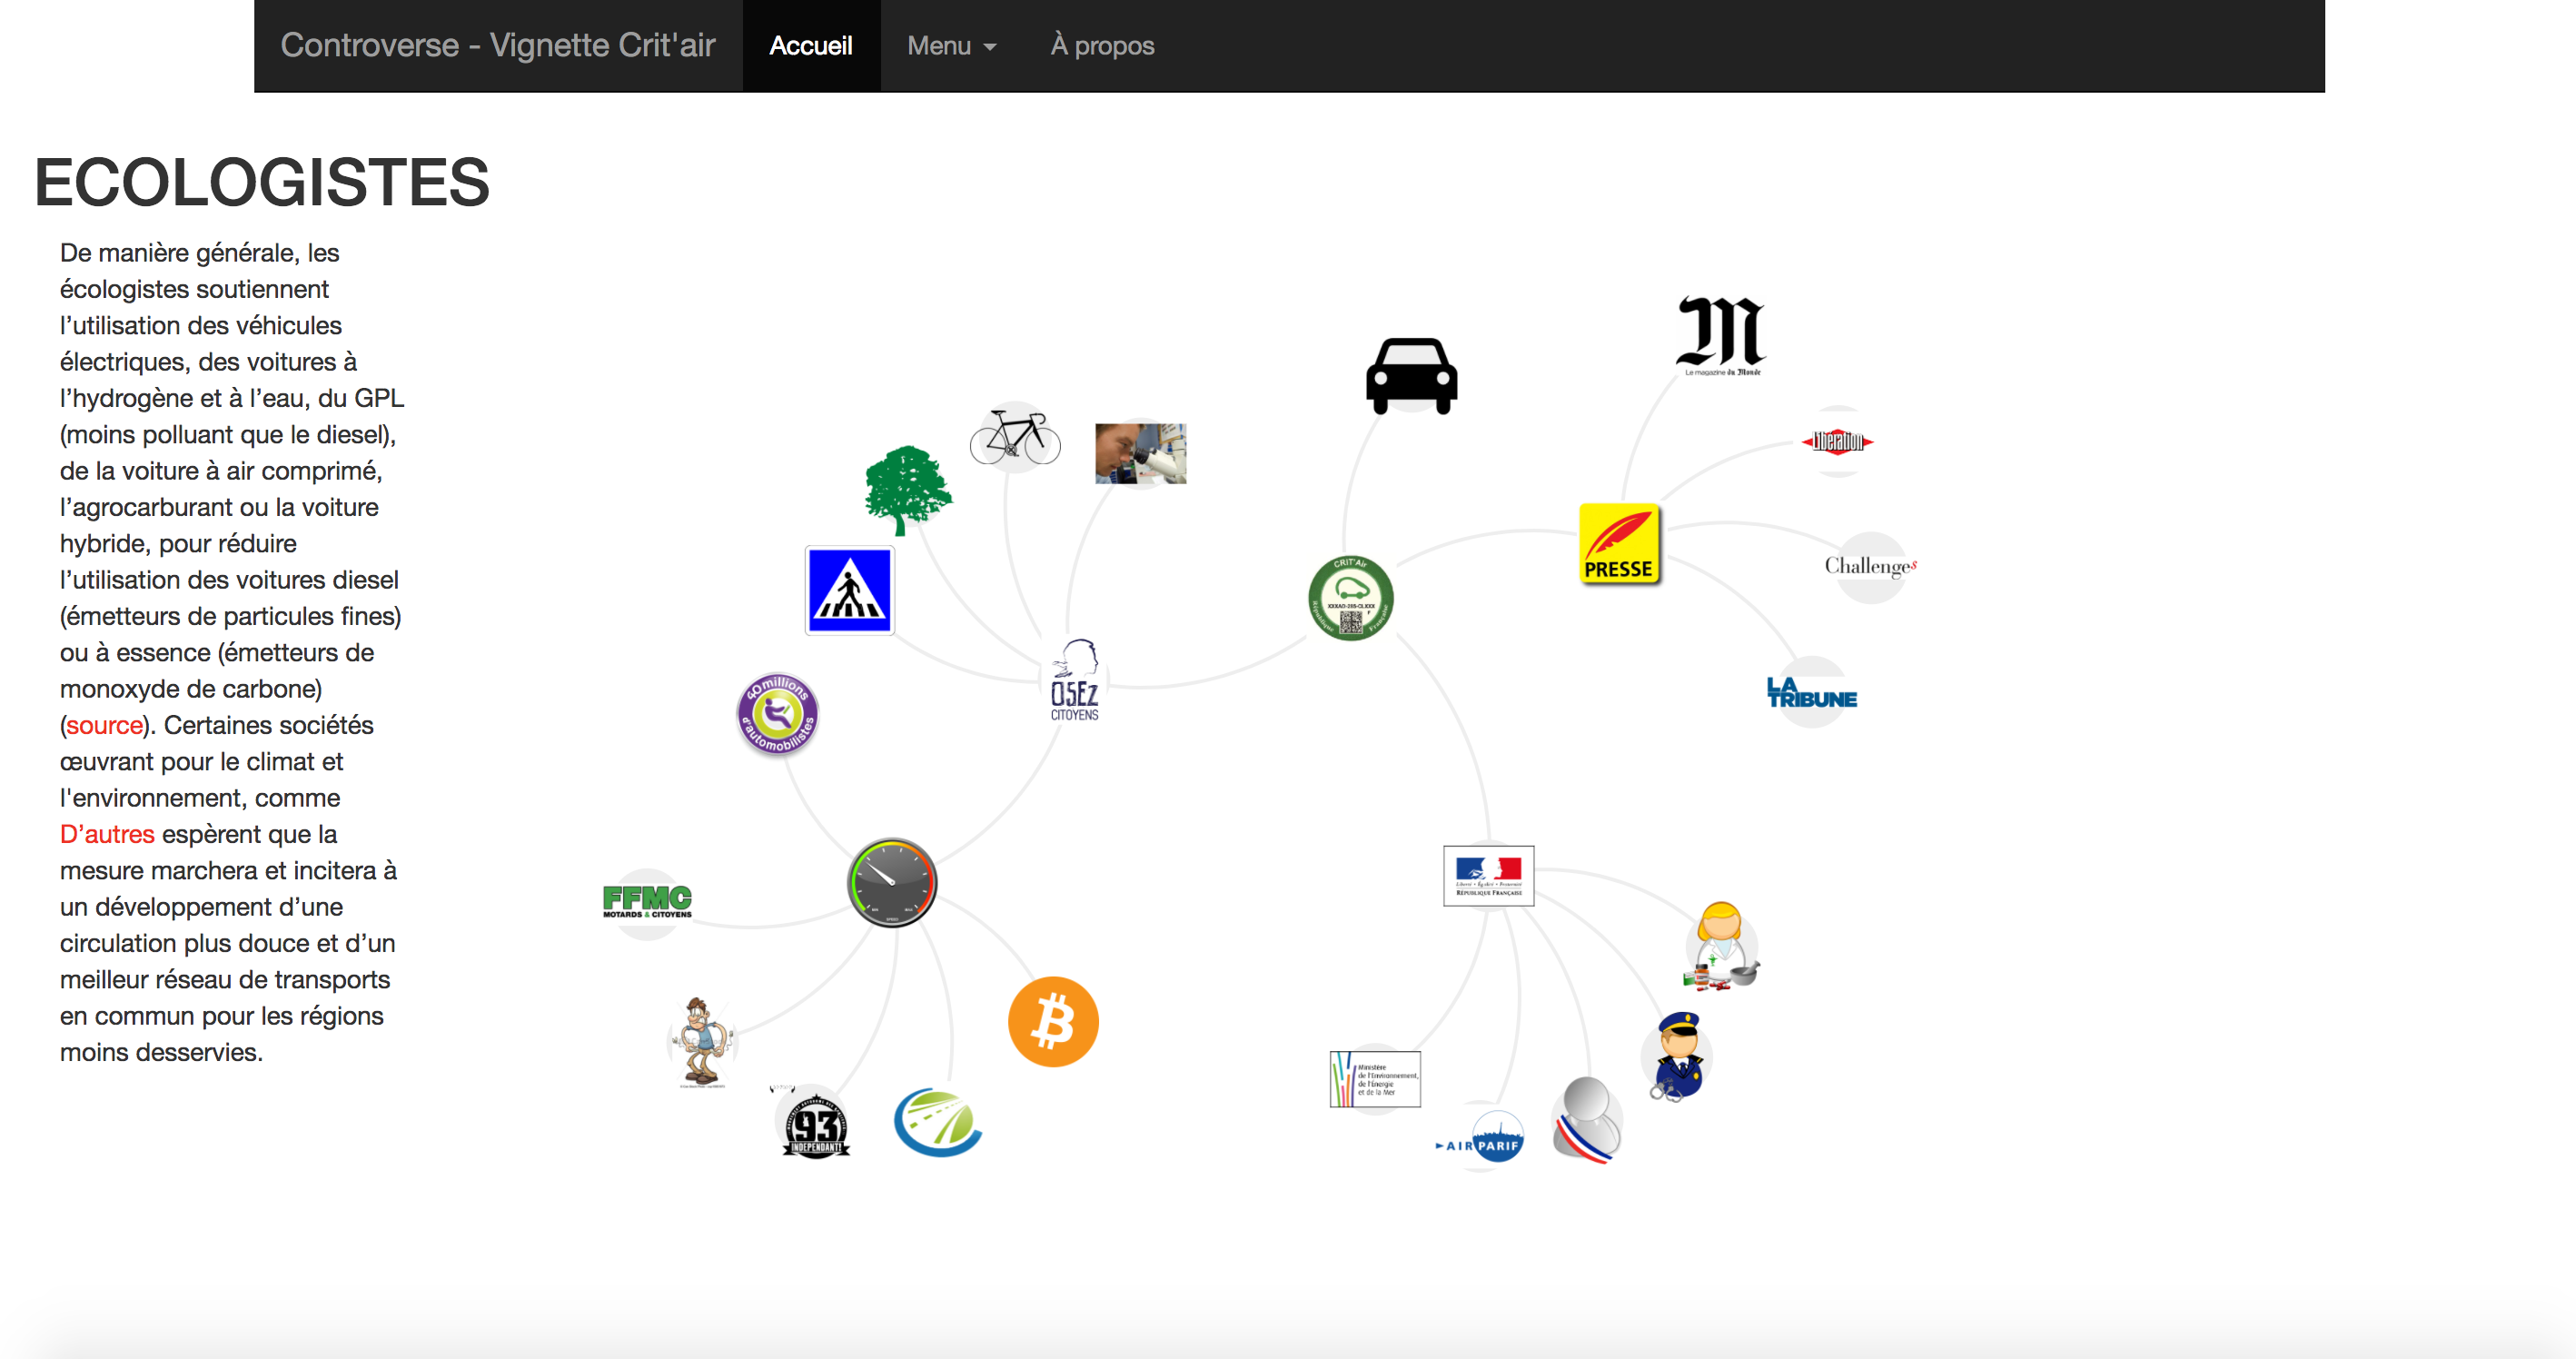 Controverse - Vignette Crit'air
Accueil
Menu
À propos
ECOLOGISTES
De manière générale, les
écologistes soutiennent
l’utilisation des véhicules
électriques, des voitures à
l’hydrogène et à l’eau, du GPL
(moins polluant que le diesel),
de la voiture à air comprimé,
l’agrocarburant ou la voiture
hybride, pour réduire
l’utilisation des voitures diesel
(émetteurs de particules fines)
ou à essence (émetteurs de
monoxyde de carbone)
(source). Certaines sociétés
œuvrant pour le climat et
l'environnement, comme
D’autres espèrent que la
mesure marchera et incitera à
un développement d’une
circulation plus douce et d’un
meilleur réseau de transports
en commun pour les régions
moins desservies.
M
Le magazine du Monde
Libération
Challenges
LA
TRIBUNE
PRESSE
CRIT'Air
République Française
OSEZ
CITOYENS
40 millions
d'automobilistes
FFMC
MOTARDS & CITOYENS
93
INDEPENDANTE
Liberté • Égalité • Fraternité
RÉPUBLIQUE FRANÇAISE
Ministère
de l'Environnement,
de l'Énergie
et de la Mer
AIRPARIF